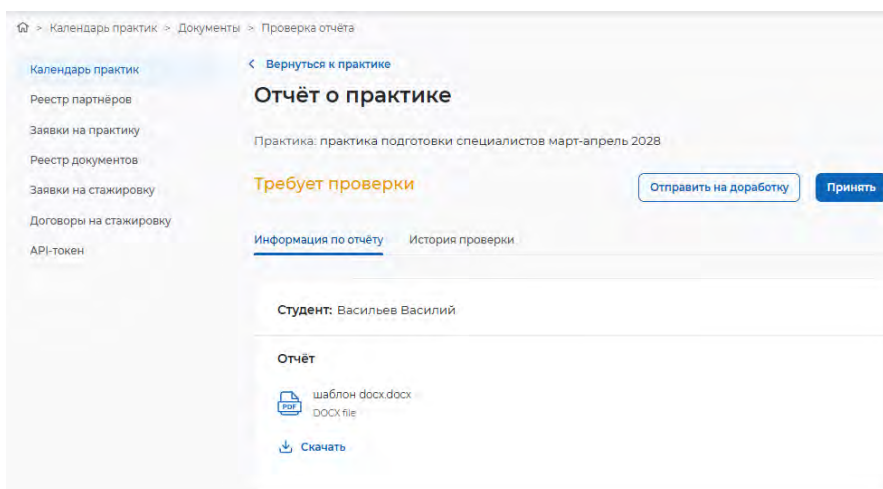 > Календарь практик > Документы > Проверка отчёта
Календарь практик
Реестр партнёров
Заявки на практику
Реестр документов
Заявки на стажировку
Договоры на стажировку
API-токен
< Вернуться к практике
Отчёт о практике
Практика: практика подготовки специалистов март-апрель 2028
Требует проверки
Отправить на доработку
Принять
Информация по отчёту
История проверки
Студент: Васильев Василий
Отчёт
PDF
шаблон docx.docx
DOCX file
Скачать